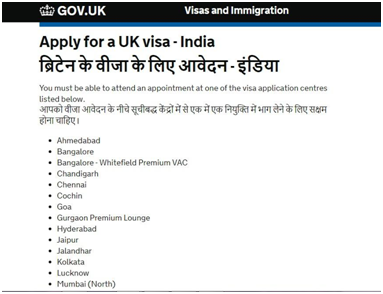 GOV.UK
Visas and Immigration
Apply for a UK visa - India
ब्रिटेन के वीजा के लिए आवेदन - इंडिया
You must be able to attend an appointment at one of the visa application centres
listed below.
आपको वीजा आवेदन के नीचे सूचीबद्ध केंद्रों में से एक में एक नियुक्ति में भाग लेने के लिए सक्षम
होना चाहिए।
Ahmedabad
Bangalore
Bangalore - Whitefield Premium VAC
Chandigarh
Chennai
Cochin
Goa
Gurgaon Premium Lounge
Hyderabad
Jaipur
Jalandhar
Kolkata
Lucknow
Mumbai (North)